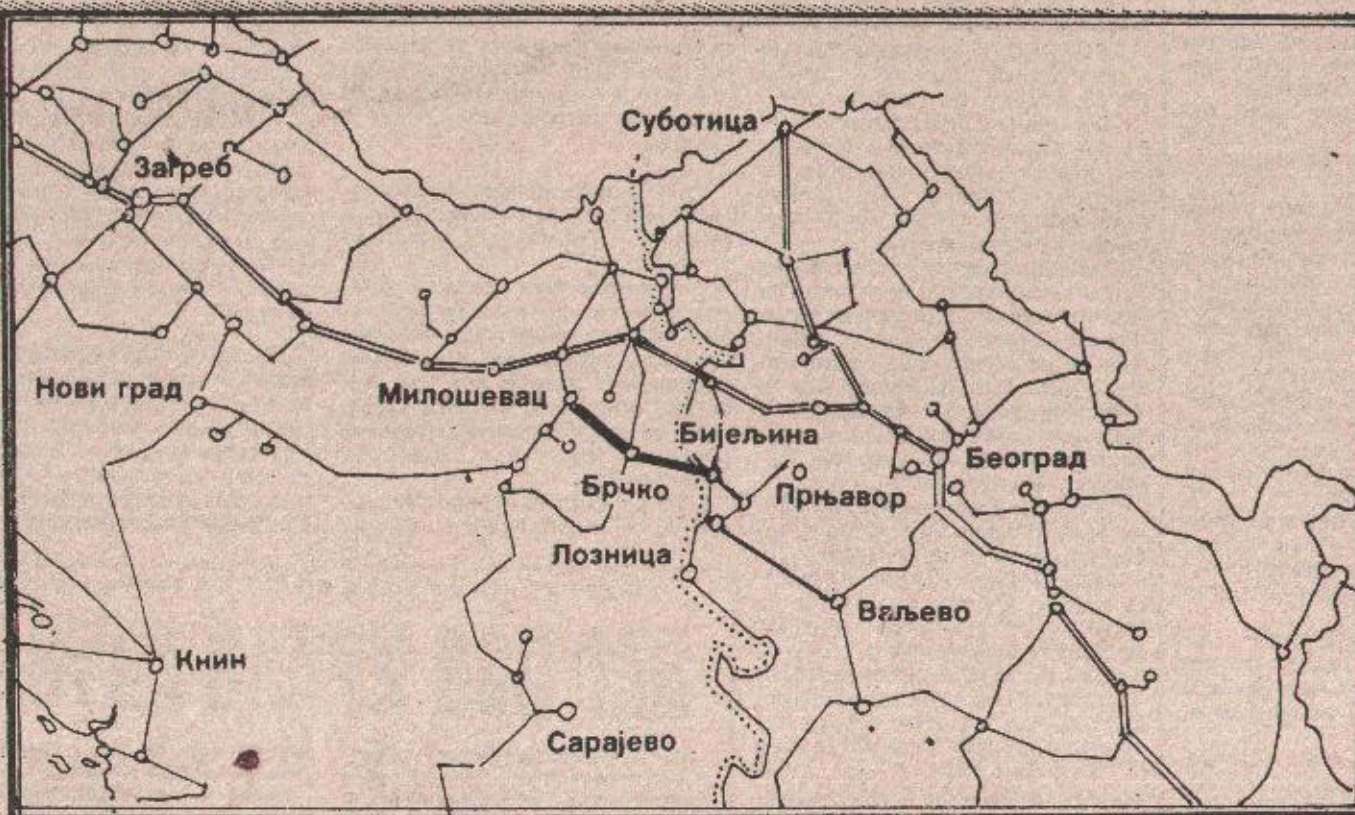 Суботица
Загреб
Нови град
Милошевац
Бијељина
Београд
Брчко
Прњавор
Лозница
Ваљево
Книн
Сарајево